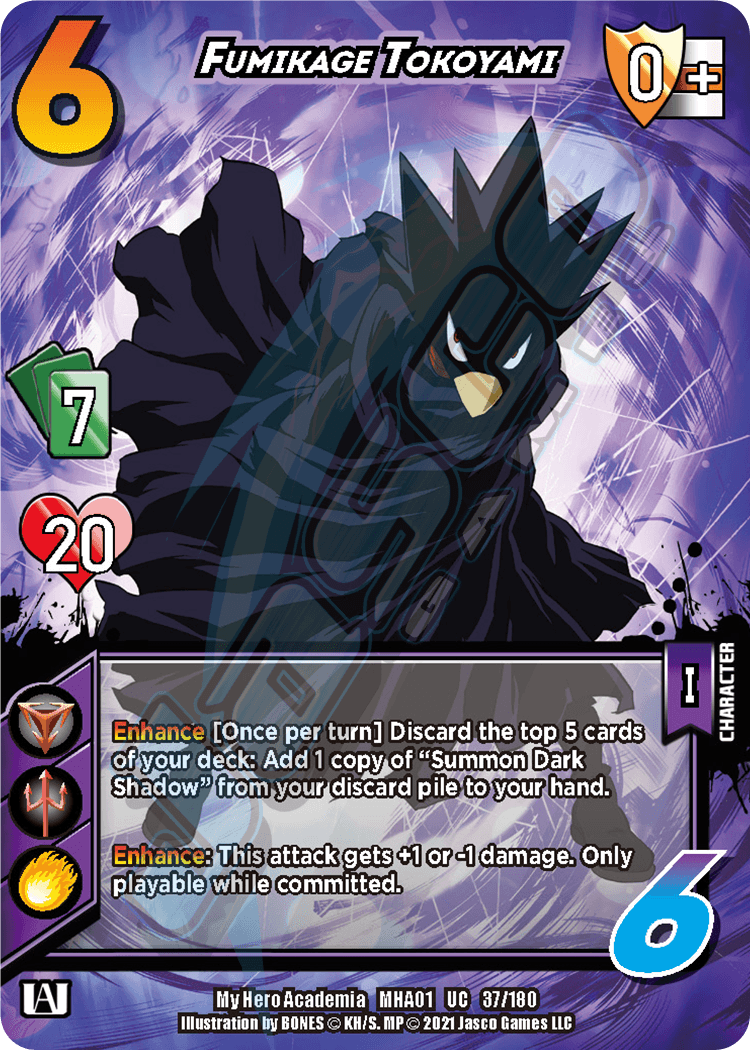 6
FUMIKAGE TOKOYAMI
0 +
7
20
I
CHARACTER
Enhance [Once per turn] Discard the top 5 cards
of your deck: Add 1 copy of “Summon Dark
Shadow” from your discard pile to your hand.
Enhance: This attack gets +1 or -1 damage. Only
playable while committed.
6
UA
My Hero Academia MHA01 UC 37/180
Illustration by BONES © KH/S. MP © 2021 Jasco Games LLC